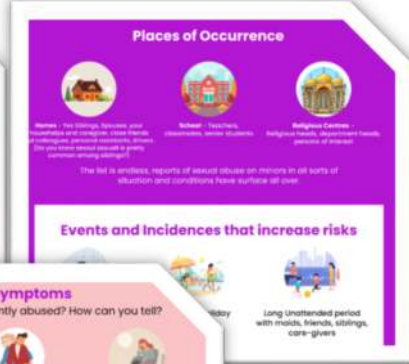 Places of Occurrence
Homes - Yes Siblings, Spouses, your
households and caregiver, close friends
of colleagues, personal assistants, drivers.
(Do you know sexual assault is pretty
common among siblings?)
School - Teachers,
classmates, senior students
Religious Centres -
Religious heads, department heads,
persons of interest
The list is endless, reports of sexual abuse on minors in all sorts of
situation and conditions have surface all over.
Events and Incidences that increase risks
Long Unattended period
with maids, friends, siblings,
care-givers
ymptoms
ntly abused? How can you tell?